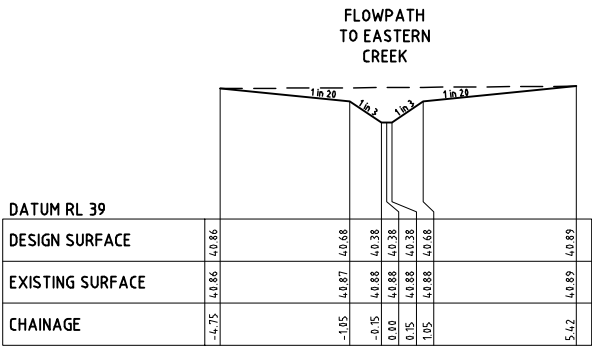 FLOWPATH
TO EASTERN
CREEK
1 in 20
1 in 3
1 in 3
1 in 20
DATUM RL 39
DESIGN SURFACE 40.86 40.68 40.38 40.38 40.38 40.68 40.89
EXISTING SURFACE 40.86 40.87 40.88 40.88 40.88 40.88 40.89
CHAINAGE -4.75 -1.05 -0.15 0.00 0.15 1.05 5.42